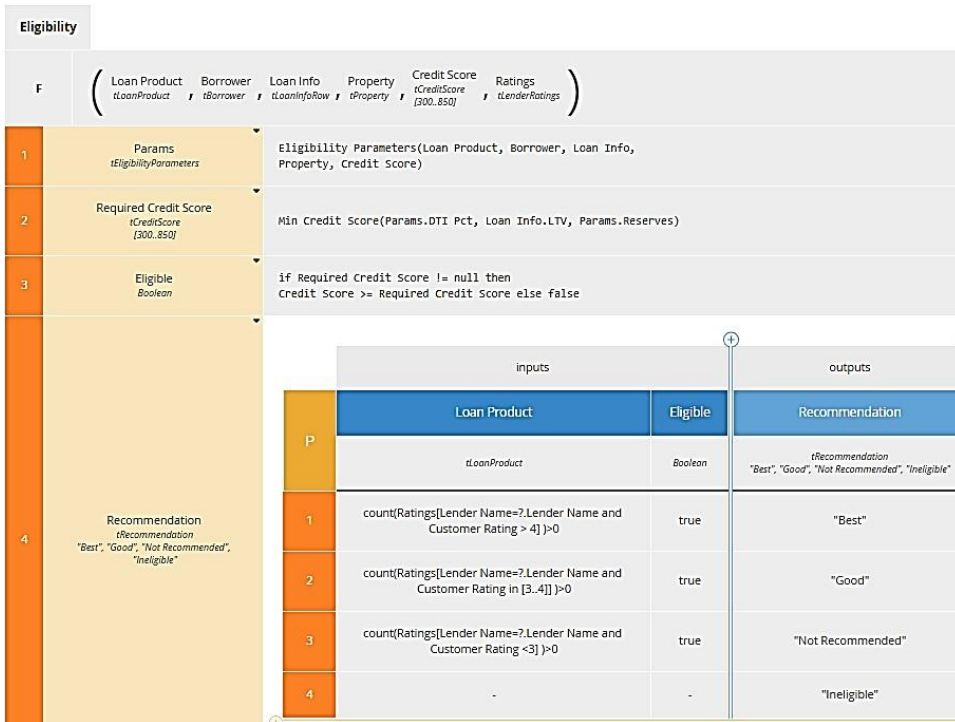 Eligibility
F
( Loan Product , Borrower , Loan Info , Property , Credit Score , Ratings )
tLoanProduct tBorrower tLoanInfoRow tProperty tCreditScore tLenderRatings
[300..850]
1
Params
tEligibilityParameters
Eligibility Parameters(Loan Product, Borrower, Loan Info,
Property, Credit Score)
2
Required Credit Score
tCreditScore
[300..850]
Min Credit Score(Params.DTI Pct, Loan Info.LTV, Params.Reserves)
3
Eligible
Boolean
if Required Credit Score != null then
Credit Score >= Required Credit Score else false
4
Recommendation
tRecommendation
"Best", "Good", "Not Recommended",
"Ineligible"
inputs outputs
P
Loan Product Eligible Recommendation
tLoanProduct Boolean tRecommendation
"Best", "Good", "Not Recommended", "Ineligible"
1
count(Ratings[Lender Name=?.Lender Name and
Customer Rating > 4] )>0
true "Best"
2
count(Ratings[Lender Name=?.Lender Name and
Customer Rating in [3..4]] )>0
true "Good"
3
count(Ratings[Lender Name=?.Lender Name and
Customer Rating <3] )>0
true "Not Recommended"
4 - - "Ineligible"